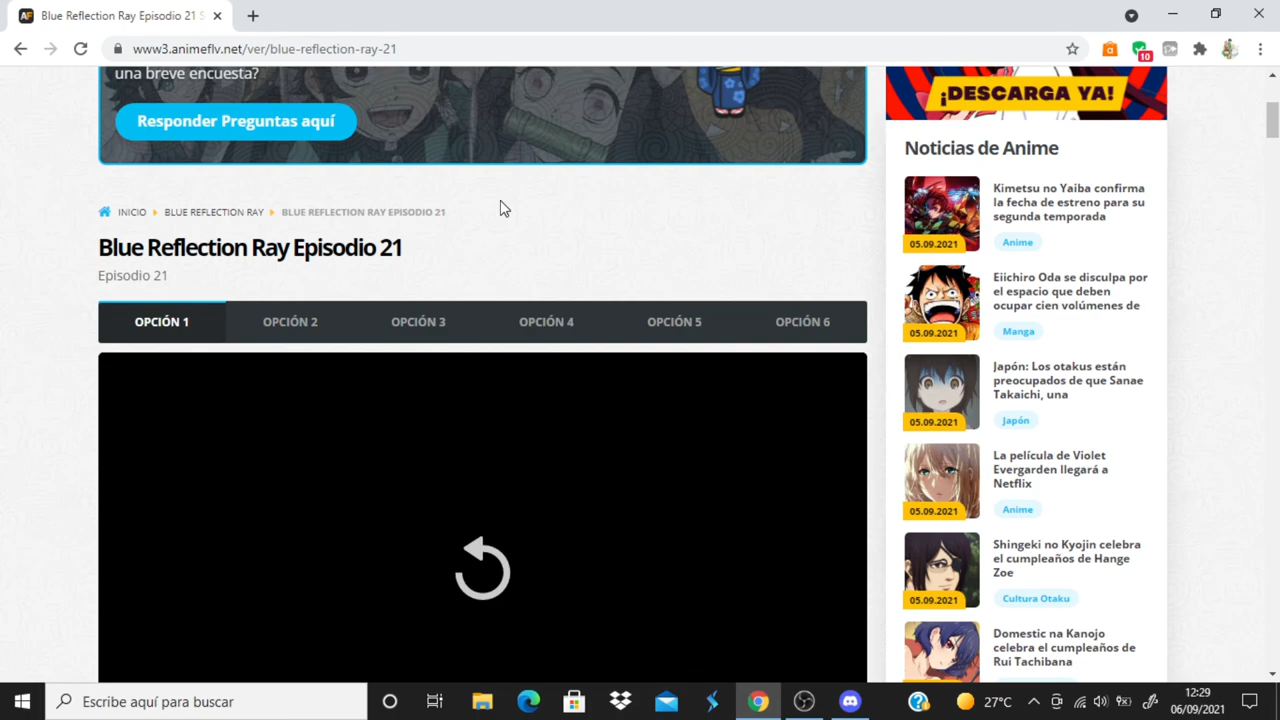 Blue Reflection Ray Episodio 21 S
www3.animeflv.net/ver/blue-reflection-ray-21
10
una breve encuesta?
Responder Preguntas aquí
¡DESCARGA YA!
INICIO BLUE REFLECTION RAY BLUE REFLECTION RAY EPISODIO 21
Blue Reflection Ray Episodio 21
Episodio 21
OPCIÓN 1 OPCIÓN 2 OPCIÓN 3 OPCIÓN 4 OPCIÓN 5 OPCIÓN 6
Noticias de Anime
Kimetsu no Yaiba confirma
la fecha de estreno para su
segunda temporada
05.09.2021
Anime
Eiichiro Oda se disculpa por
el espacio que deben
ocupar cien volúmenes de
05.09.2021
Manga
Japón: Los otakus están
preocupados de que Sanae
Takaichi, una
05.09.2021
Japón
La película de Violet
Evergarden llegará a
Netflix
05.09.2021
Anime
Shingeki no Kyojin celebra
el cumpleaños de Hange
Zoe
05.09.2021
Cultura Otaku
Domestic na Kanojo
celebra el cumpleaños de
Rui Tachibana
Escribe aquí para buscar
27°C
12:29
06/09/2021